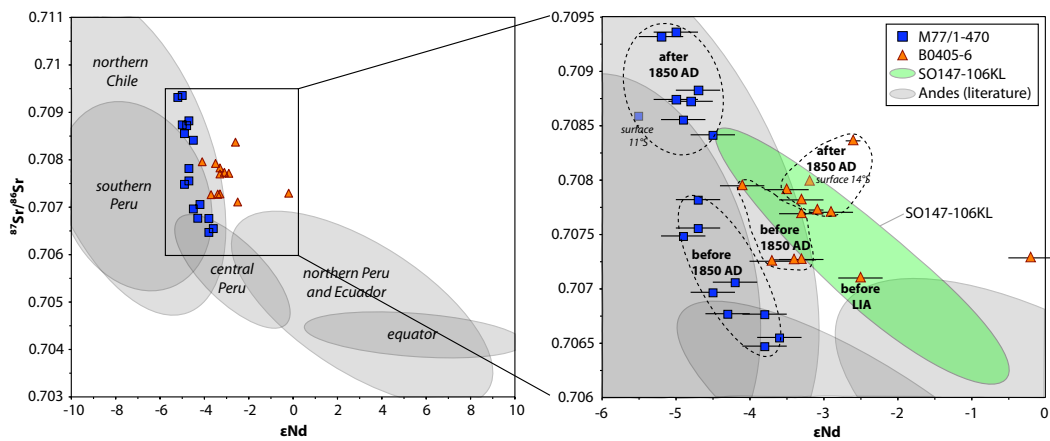 0.711
0.71
0.709
0.708
0.707
0.706
0.705
0.704
0.703
⁸⁷Sr/⁸⁶Sr
northern
Chile
southern
Peru
central
Peru
northern Peru
and Ecuador
equator
-10 -8 -6 -4 -2 0 2 4 6 8 10
εNd
0.7095
0.709
0.7085
0.708
0.7075
0.707
0.7065
0.706
after
1850 AD
surface
11°S
M77/1-470
B0405-6
SO147-106KL
Andes (literature)
after
1850 AD
surface 14°S
SO147-106KL
before
1850 AD
before
1850 AD
before
LIA
-6 -5 -4 -3 -2 -1 0
εNd